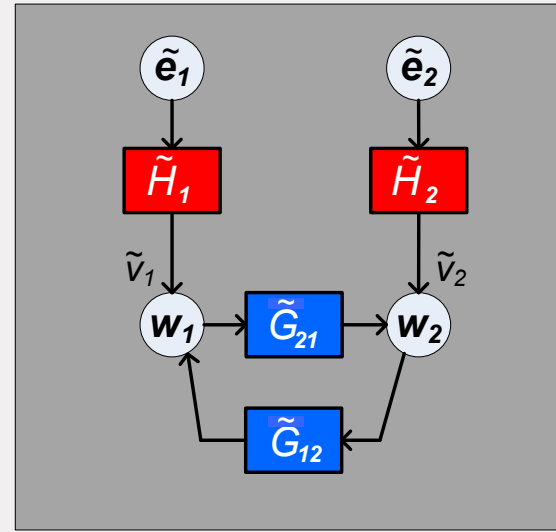 ẽ₁ ẽ₂
H̃₁ H̃₂
ṽ₁ ṽ₂
w₁ G̃₂₁ w₂
G̃₁₂